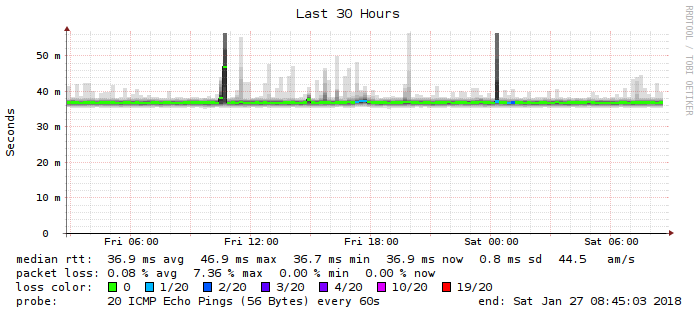 Last 30 Hours
RRDTOOL / TOBI OETIKER
Seconds
50 m
40 m
30 m
20 m
10 m
0
Fri 06:00 Fri 12:00 Fri 18:00 Sat 00:00 Sat 06:00
median rtt: 36.9 ms avg 46.9 ms max 36.7 ms min 36.9 ms now 0.8 ms sd 44.5 am/s
packet loss: 0.08 % avg 7.36 % max 0.00 % min 0.00 % now
loss color: 0 1/20 2/20 3/20 4/20 10/20 19/20
probe: 20 ICMP Echo Pings (56 Bytes) every 60s end: Sat Jan 27 08:45:03 2018